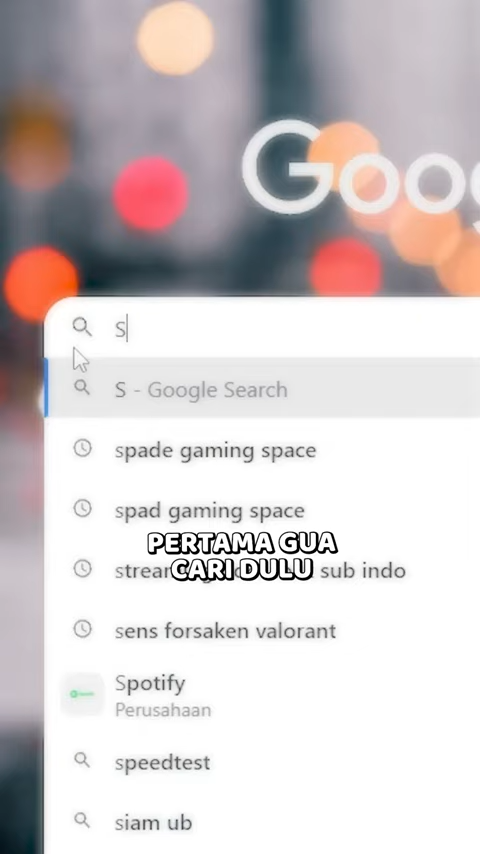 Goog
S
S - Google Search
spade gaming space
spad gaming space
PERTAMA GUA
CARI DULU
sub indo
sens forsaken valorant
Spotify
Perusahaan
speedtest
siam ub